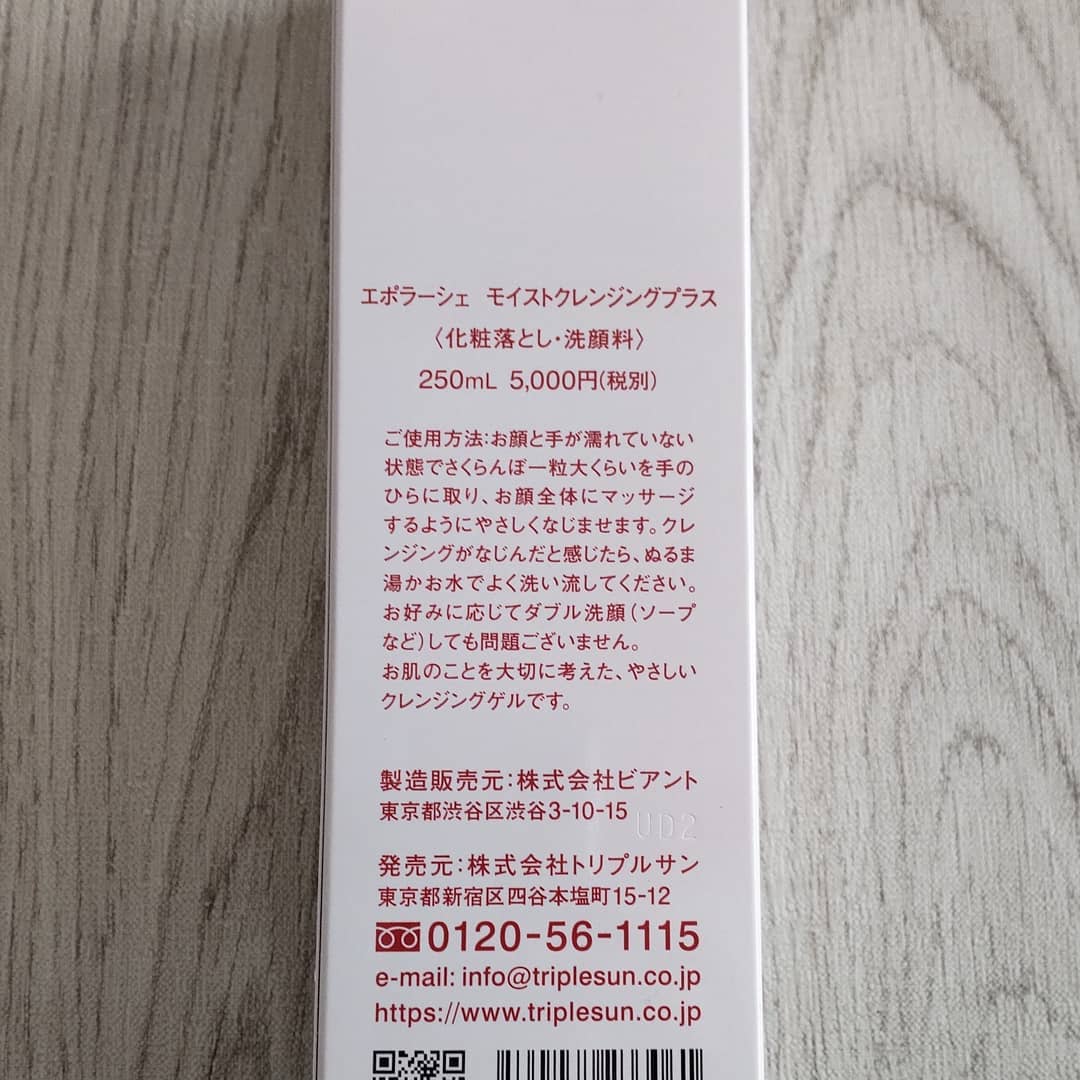 エポラーシェ モイストクレンジングプラス
〈化粧落とし・洗顔料〉
250mL 5,000円(税別)
ご使用方法:お顔と手が濡れていない
状態でさくらんぼ一粒大くらいを手の
ひらに取り、お顔全体にマッサージ
するようにやさしくなじませます。クレ
ンジングがなじんだと感じたら、ぬるま
湯かお水でよく洗い流してください。
お好みに応じてダブル洗顔(ソープ
など)しても問題ございません。
お肌のことを大切に考えた、やさしい
クレンジングゲルです。
製造販売元:株式会社ビアント
東京都渋谷区渋谷3-10-15
UD2
発売元:株式会社トリプルサン
東京都新宿区四谷本塩町15-12
0120-56-1115
e-mail: info@triplesun.co.jp
https://www.triplesun.co.jp